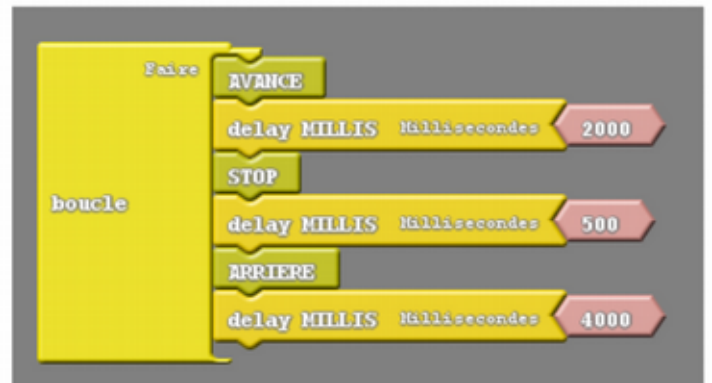 Faire
AVANCE
delay MILLIS Millisecondes 2000
STOP
boucle
delay MILLIS Millisecondes 500
ARRIERE
delay MILLIS Millisecondes 4000